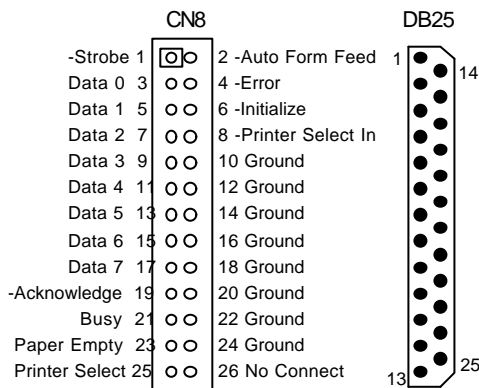 CN8 DB25
-Strobe 1 2 -Auto Form Feed 1
14
Data 0 3 4 -Error
Data 1 5 6 -Initialize
Data 2 7 8 -Printer Select In
Data 3 9 10 Ground
Data 4 11 12 Ground
Data 5 13 14 Ground
Data 6 15 16 Ground
Data 7 17 18 Ground
-Acknowledge 19 20 Ground
Busy 21 22 Ground
Paper Empty 23 24 Ground
Printer Select 25 26 No Connect 25
13